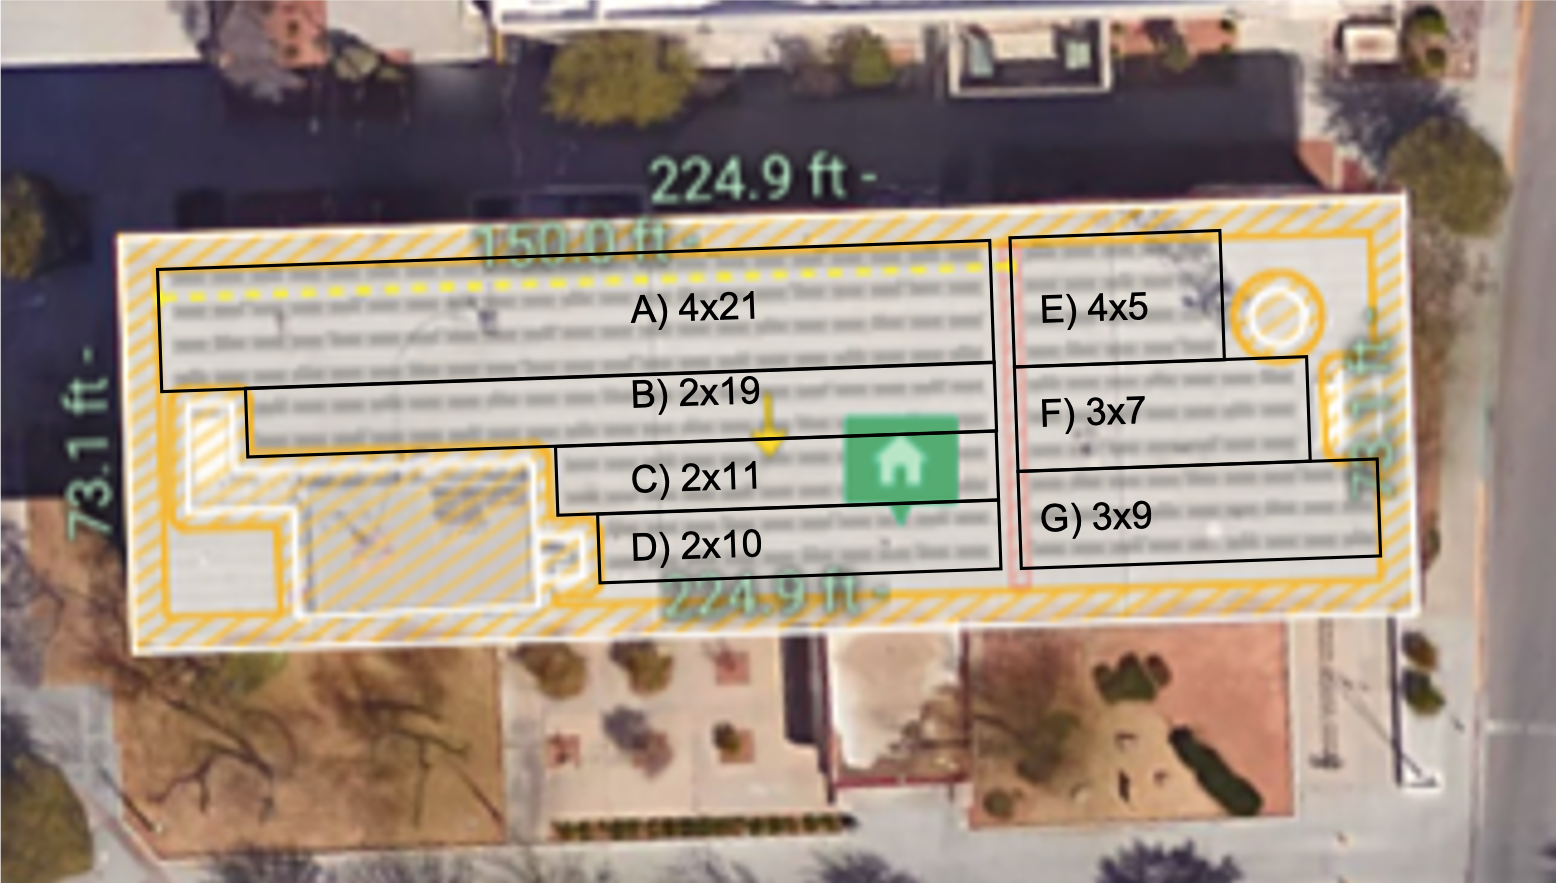 224.9 ft -
150.0 ft -
A) 4x21
E) 4x5
B) 2x19
F) 3x7
73.1 ft -
73.1 ft -
C) 2x11
G) 3x9
D) 2x10
224.9 ft -